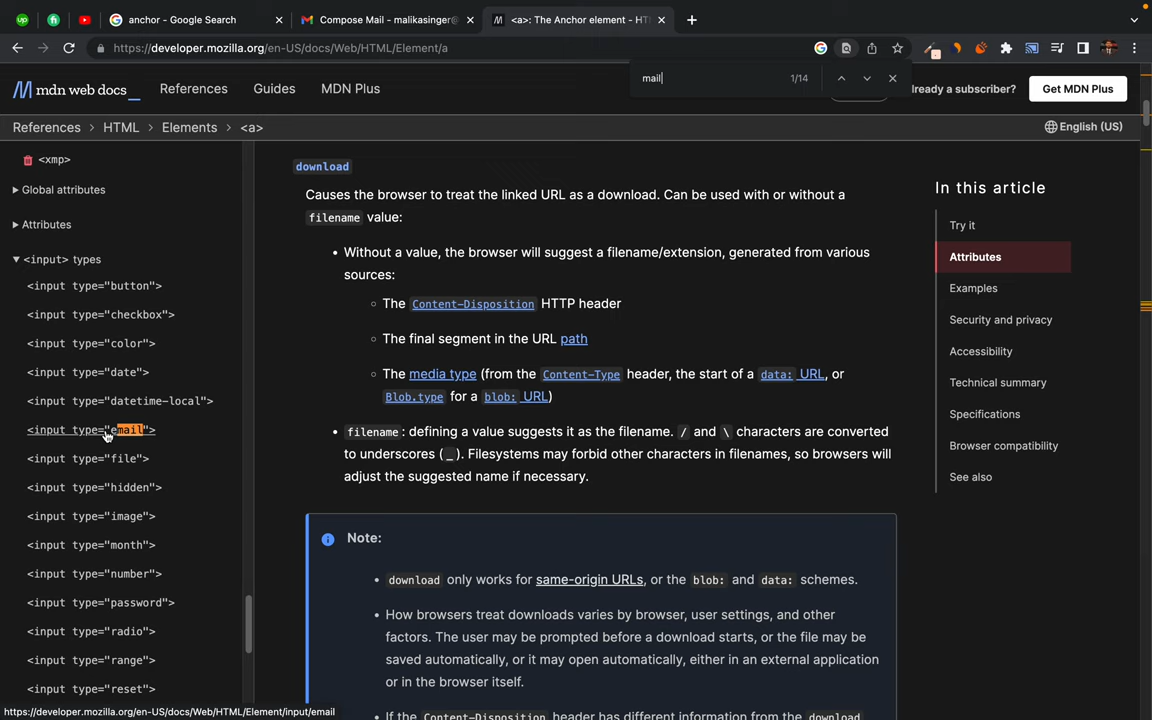 up
fi
anchor - Google Search
Compose Mail - malikasinger@
<a>: The Anchor element - HT
https://developer.mozilla.org/en-US/docs/Web/HTML/Element/a
mail
1/14
mdn web docs_
References
Guides
MDN Plus
lready a subscriber?
Get MDN Plus
References > HTML > Elements > <a>
English (US)
<xmp>
Global attributes
Attributes
<input> types
<input type="button">
<input type="checkbox">
<input type="color">
<input type="date">
<input type="datetime-local">
<input type="email">
<input type="file">
<input type="hidden">
<input type="image">
<input type="month">
<input type="number">
<input type="password">
<input type="radio">
<input type="range">
<input type="reset">
https://developer.mozilla.org/en-US/docs/Web/HTML/Element/input/email
download
Causes the browser to treat the linked URL as a download. Can be used with or without a
filename value:
• Without a value, the browser will suggest a filename/extension, generated from various
sources:
◦ The Content-Disposition HTTP header
◦ The final segment in the URL path
◦ The media type (from the Content-Type header, the start of a data: URL, or
Blob.type for a blob: URL)
• filename: defining a value suggests it as the filename. / and \ characters are converted
to underscores (_). Filesystems may forbid other characters in filenames, so browsers will
adjust the suggested name if necessary.
Note:
• download only works for same-origin URLs, or the blob: and data: schemes.
• How browsers treat downloads varies by browser, user settings, and other
factors. The user may be prompted before a download starts, or the file may be
saved automatically, or it may open automatically, either in an external application
or in the browser itself.
• If the Content-Disposition header has different information from the download
In this article
Try it
Attributes
Examples
Security and privacy
Accessibility
Technical summary
Specifications
Browser compatibility
See also